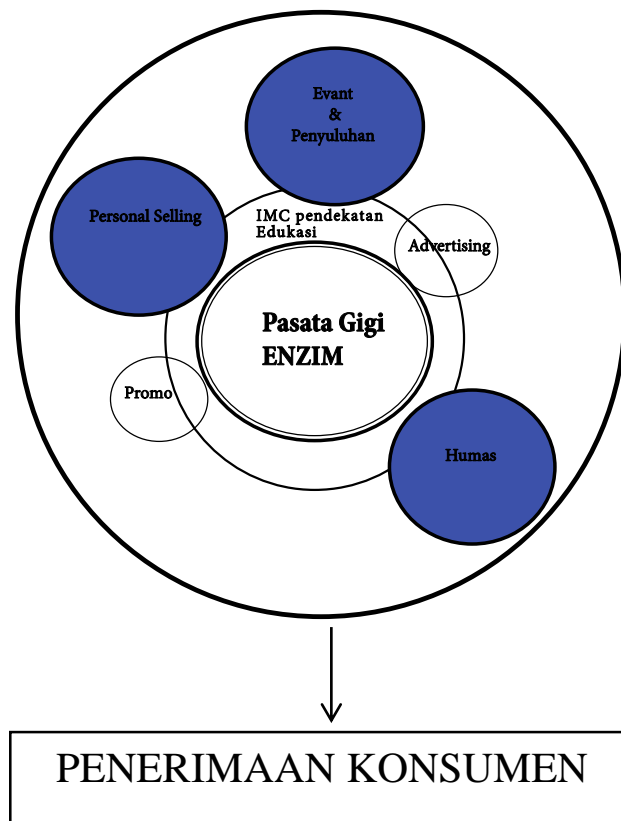 Evant
&
Penyuluhan
Personal Selling
IMC pendekatan
Edukasi
Advertising
Pasata Gigi
ENZIM
Promo
Humas
PENERIMAAN KONSUMEN